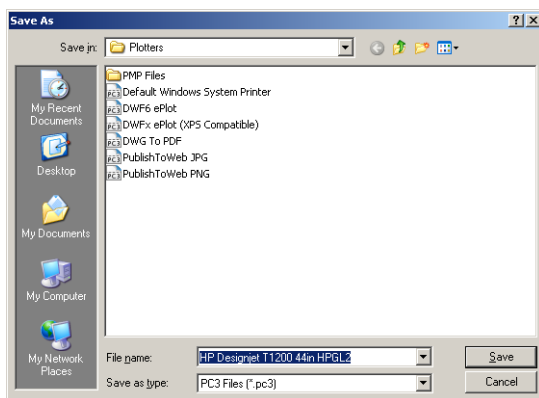 Save As
Save in: Plotters
My Recent Documents
Desktop
My Documents
My Computer
My Network Places
PMP Files
Default Windows System Printer
DWF6 ePlot
DWFx ePlot (XPS Compatible)
DWG To PDF
PublishToWeb JPG
PublishToWeb PNG
File name: HP Designjet T1200 44in HPGL2 Save
Save as type: PC3 Files (*.pc3) Cancel